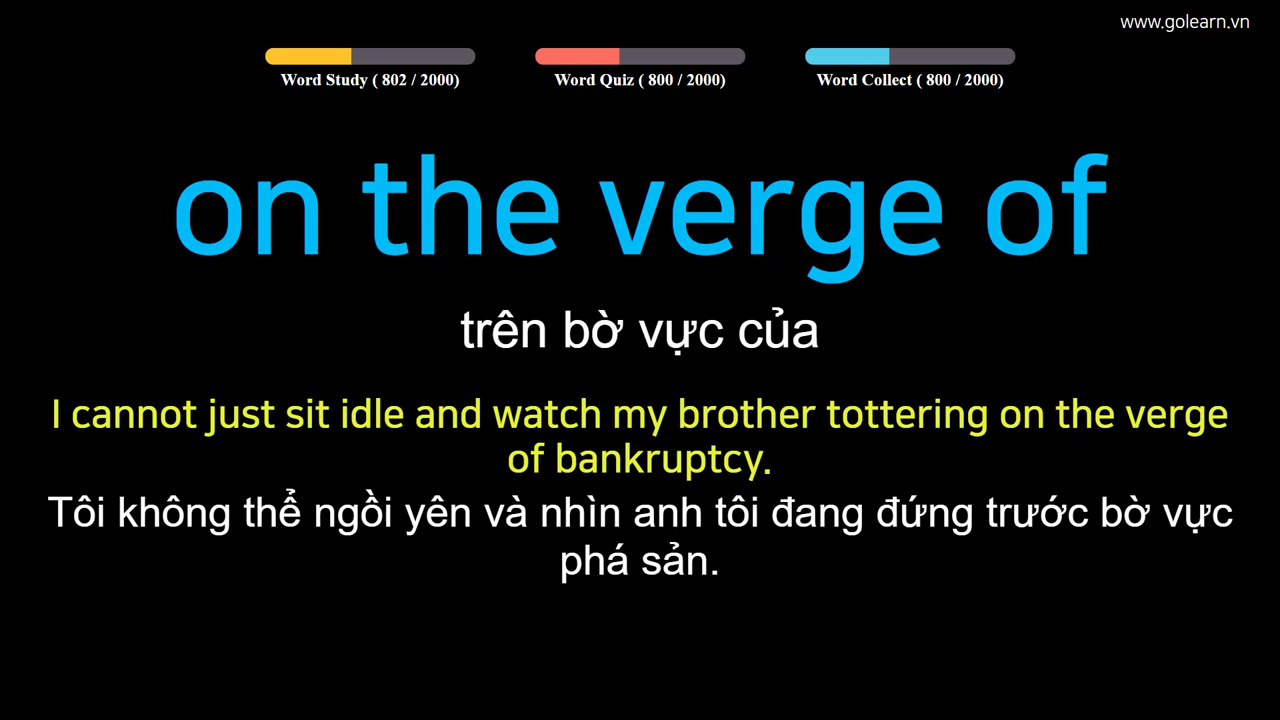 www.golearn.vn
Word Study ( 802 / 2000)
Word Quiz ( 800 / 2000)
Word Collect ( 800 / 2000)
on the verge of
trên bờ vực của
I cannot just sit idle and watch my brother tottering on the verge
of bankruptcy.
Tôi không thể ngồi yên và nhìn anh tôi đang đứng trước bờ vực
phá sản.